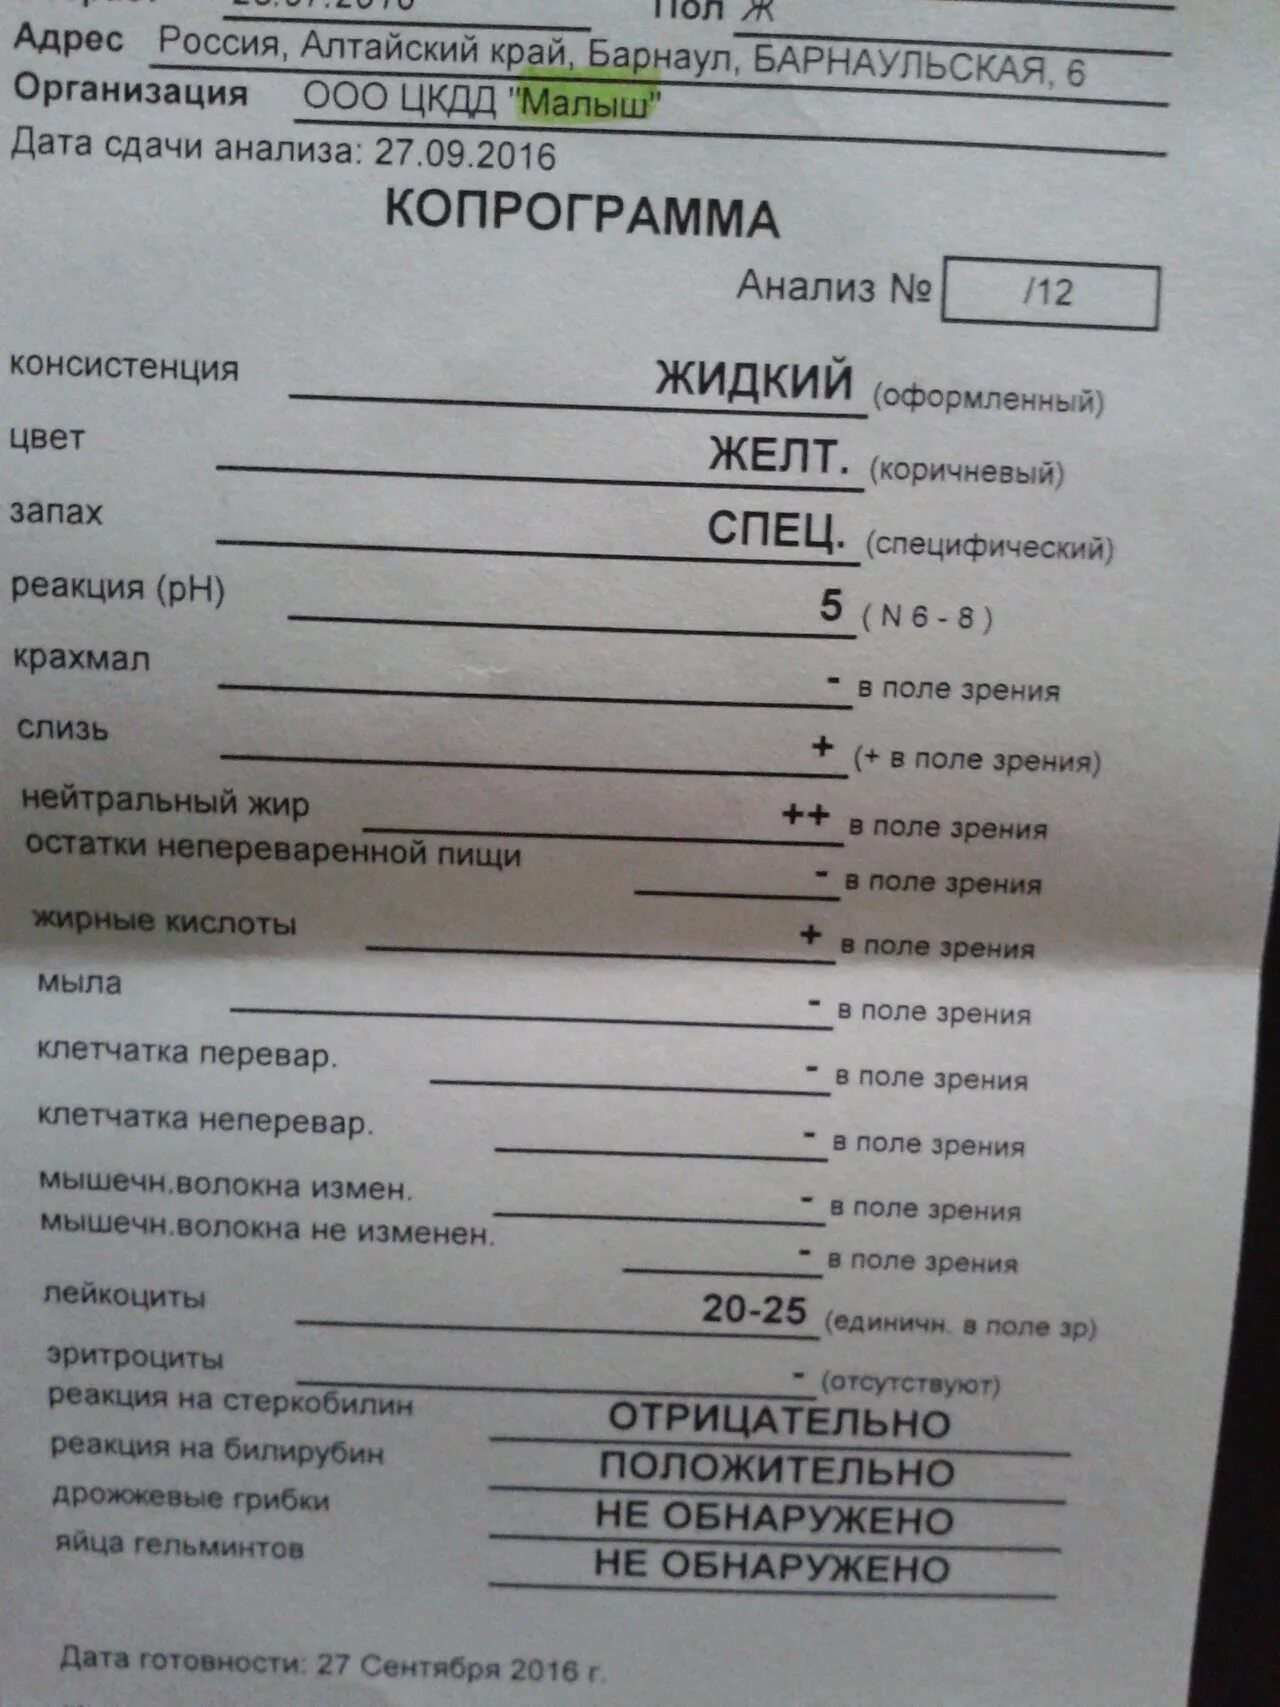 Пол Ж
Адрес Россия, Алтайский край, Барнаул, БАРНАУЛЬСКАЯ, 6
Организация ООО ЦКДД "Малыш"
Дата сдачи анализа: 27.09.2016
КОПРОГРАММА
Анализ № /12
консистенция ЖИДКИЙ (оформленный)
цвет ЖЕЛТ. (коричневый)
запах СПЕЦ. (специфический)
реакция (рН) 5 ( N 6 - 8 )
крахмал - в поле зрения
слизь + (+ в поле зрения)
нейтральный жир ++ в поле зрения
остатки непереваренной пищи - в поле зрения
жирные кислоты + в поле зрения
мыла - в поле зрения
клетчатка перевар. - в поле зрения
клетчатка неперевар. - в поле зрения
мышечн.волокна измен. - в поле зрения
мышечн.волокна не изменен. - в поле зрения
лейкоциты 20-25 (единичн. в поле зр)
эритроциты - (отсутствуют)
реакция на стеркобилин ОТРИЦАТЕЛЬНО
реакция на билирубин ПОЛОЖИТЕЛЬНО
дрожжевые грибки НЕ ОБНАРУЖЕНО
яйца гельминтов НЕ ОБНАРУЖЕНО
Дата готовности: 27 Сентября 2016 г.